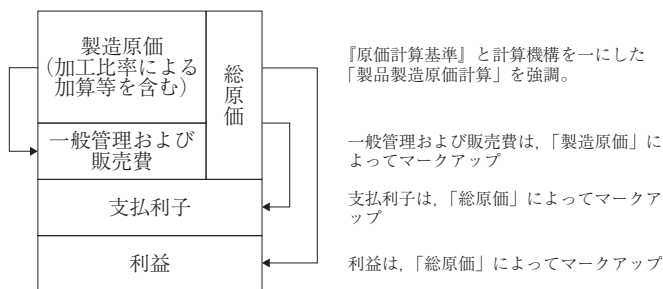 製造原価
(加工比率による
加算等を含む)
総原価
一般管理および
販売費
支払利子
利益
『原価計算基準』と計算機構を一にした
「製品製造原価計算」を強調。
一般管理および販売費は,「製造原価」に
よってマークアップ
支払利子は,「総原価」によってマークア
ップ
利益は,「総原価」によってマークアップ